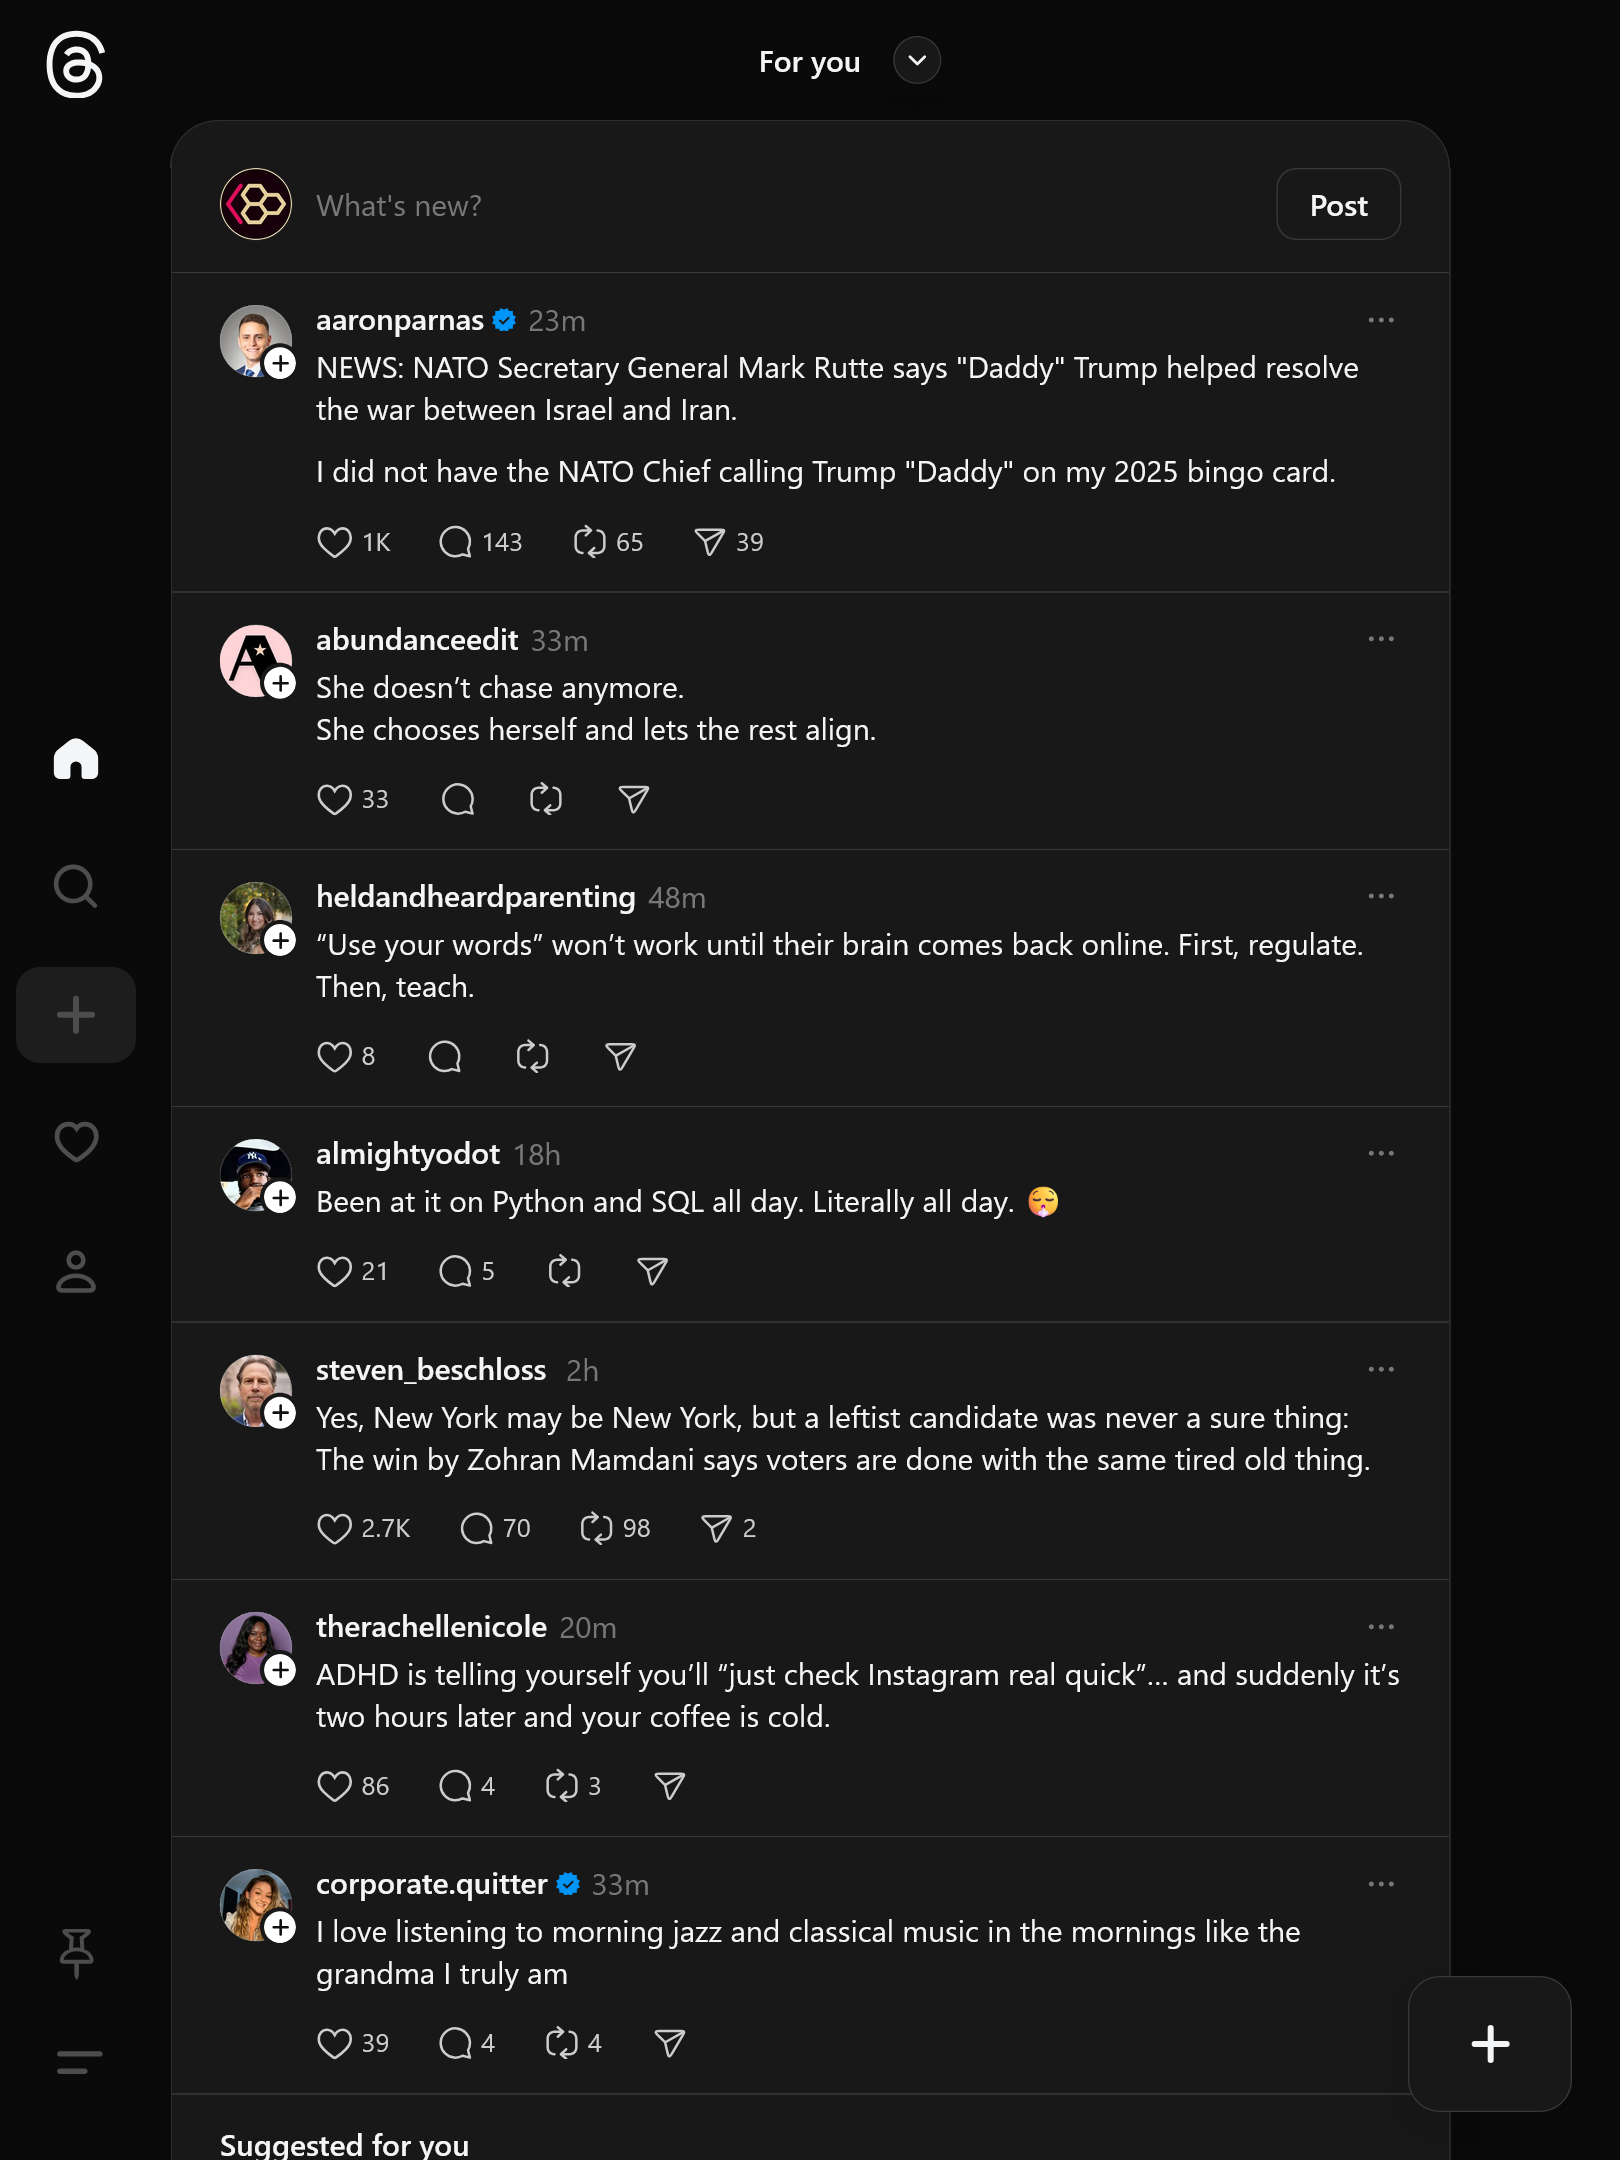 For you
What's new?
Post
aaronparnas 23m
NEWS: NATO Secretary General Mark Rutte says "Daddy" Trump helped resolve
the war between Israel and Iran.
I did not have the NATO Chief calling Trump "Daddy" on my 2025 bingo card.
1K 143 65 39
abundanceedit 33m
She doesn’t chase anymore.
She chooses herself and lets the rest align.
33
heldandheardparenting 48m
“Use your words” won’t work until their brain comes back online. First, regulate.
Then, teach.
8
almightyodot 18h
Been at it on Python and SQL all day. Literally all day. 😮‍💨
21 5
steven_beschloss 2h
Yes, New York may be New York, but a leftist candidate was never a sure thing:
The win by Zohran Mamdani says voters are done with the same tired old thing.
2.7K 70 98 2
therachellenicole 20m
ADHD is telling yourself you’ll “just check Instagram real quick”... and suddenly it’s
two hours later and your coffee is cold.
86 4 3
corporate.quitter 33m
I love listening to morning jazz and classical music in the mornings like the
grandma I truly am
39 4 4
Suggested for you